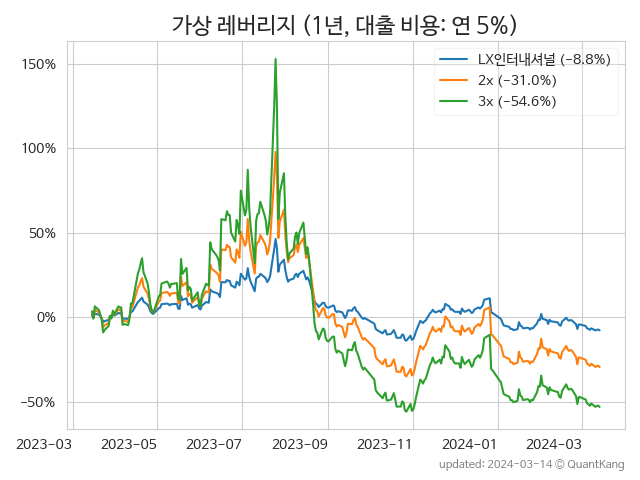 가상 레버리지 (1년, 대출 비용: 연 5%)
LX인터내셔널 (−8.8%)
2x (−31.0%)
3x (−54.6%)
150%
100%
50%
0%
−50%
2023−03 2023−05 2023−07 2023−09 2023−11 2024−01 2024−03
updated: 2024−03−14 © QuantKang